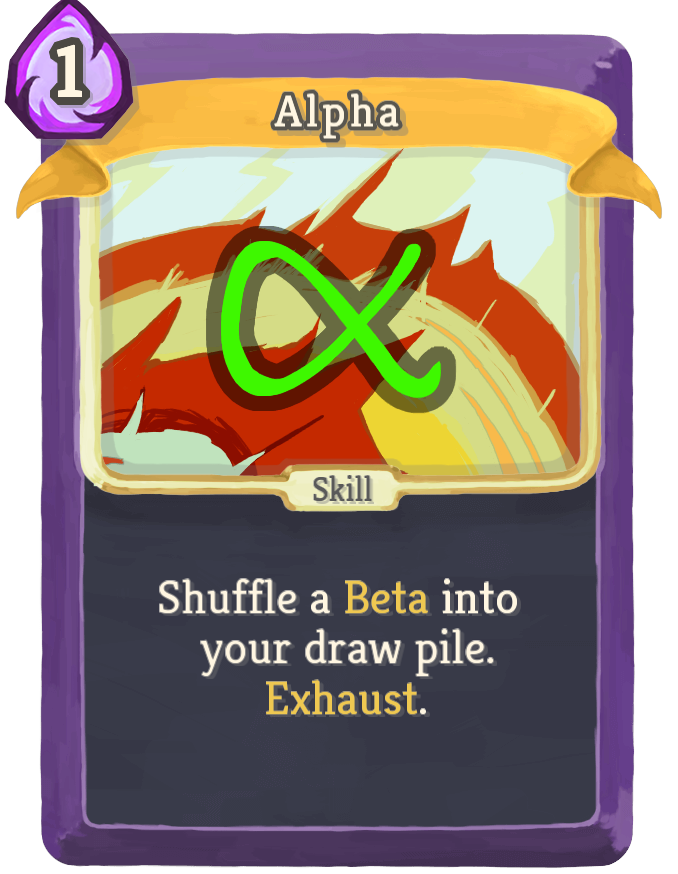 1
Alpha
α
Skill
Shuffle a Beta into
your draw pile.
Exhaust.